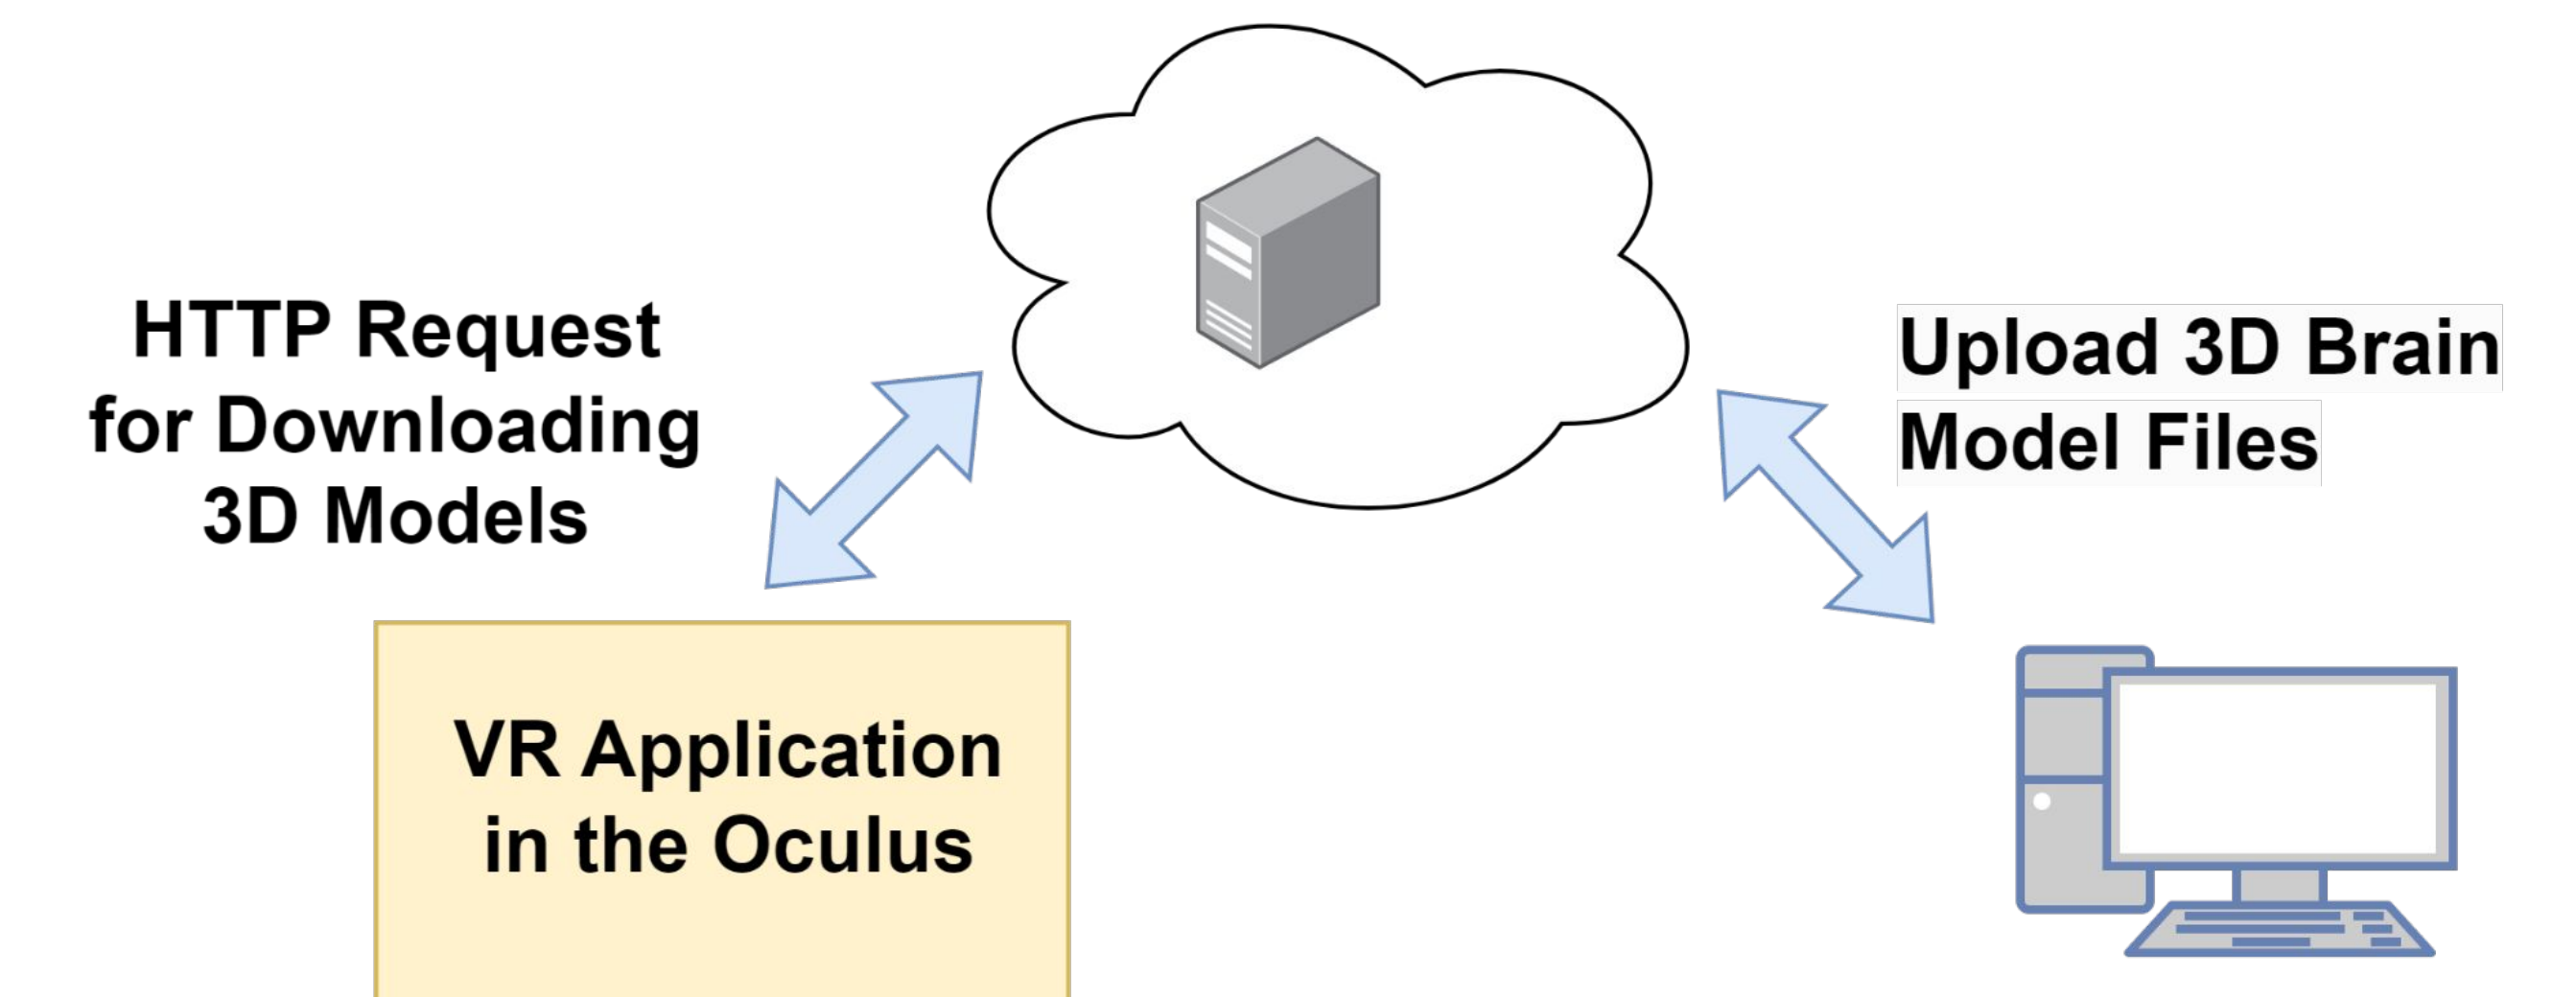 HTTP Request
for Downloading
3D Models
Upload 3D Brain
Model Files
VR Application
in the Oculus